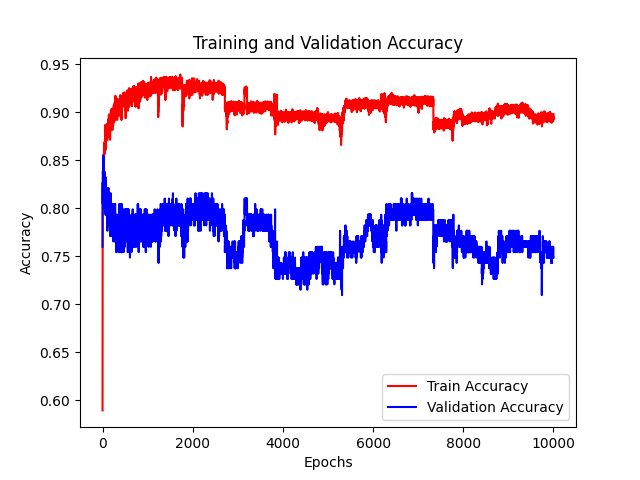 Training and Validation Accuracy
0.95
0.90
0.85
0.80
0.75
0.70
0.65
0.60
Accuracy
0
2000
4000
6000
8000
10000
Epochs
Train Accuracy
Validation Accuracy